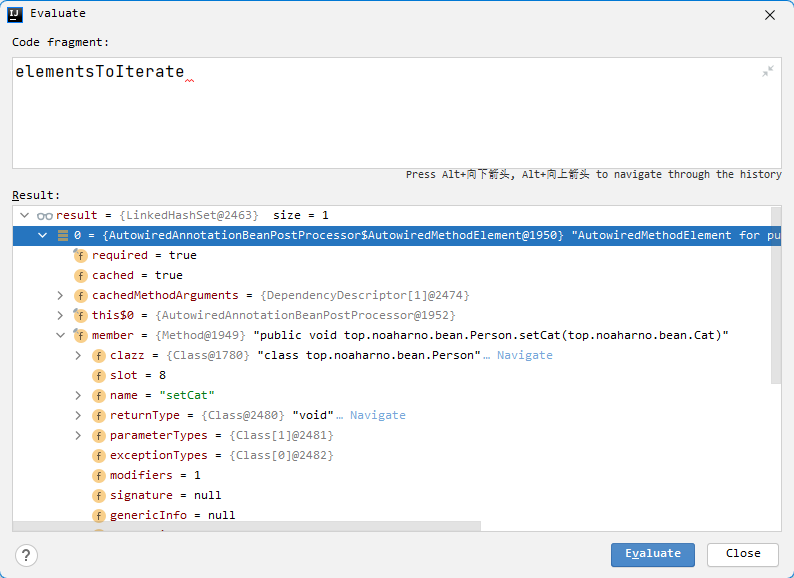 IJ Evaluate
Code fragment:
elementsToIterate
Press Alt+向下箭头, Alt+向上箭头 to navigate through the history
Result:
result = {LinkedHashSet@2463} size = 1
0 = {AutowiredAnnotationBeanPostProcessor$AutowiredMethodElement@1950} "AutowiredMethodElement for pu
f required = true
f cached = true
f cachedMethodArguments = {DependencyDescriptor[1]@2474}
f this$0 = {AutowiredAnnotationBeanPostProcessor@1952}
f member = {Method@1949} "public void top.noaharno.bean.Person.setCat(top.noaharno.bean.Cat)"
f clazz = {Class@1780} "class top.noaharno.bean.Person"… Navigate
f slot = 8
f name = "setCat"
f returnType = {Class@2480} "void"… Navigate
f parameterTypes = {Class[1]@2481}
f exceptionTypes = {Class[0]@2482}
f modifiers = 1
f signature = null
f genericInfo = null
? Evaluate Close